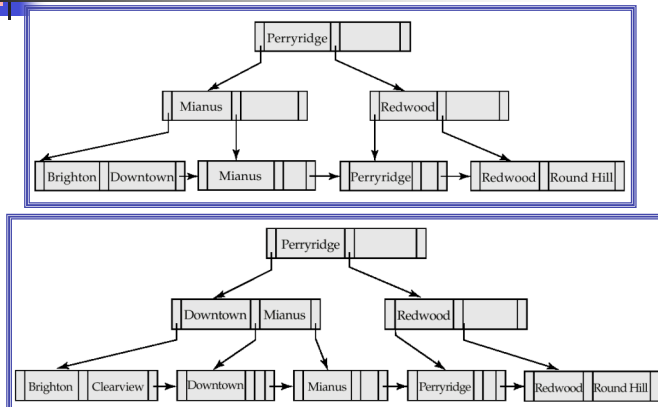 Perryridge
Mianus Redwood
Brighton Downtown Mianus Perryridge Redwood Round Hill
Perryridge
Downtown Mianus Redwood
Brighton Clearview Downtown Mianus Perryridge Redwood Round Hill